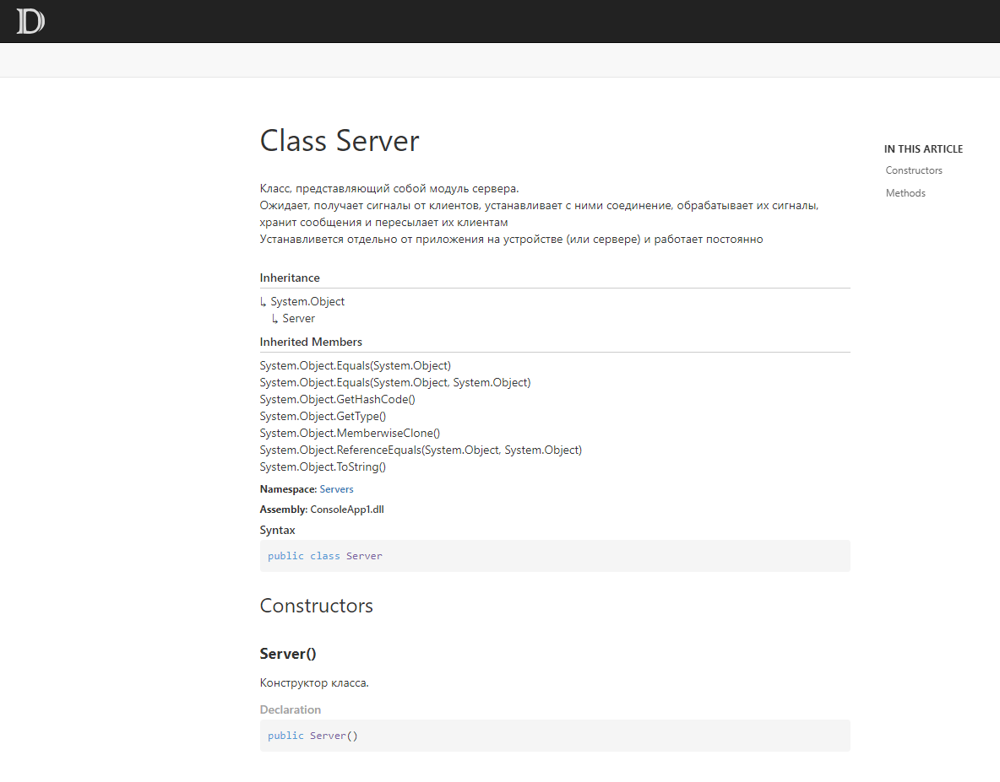 Class Server
IN THIS ARTICLE
Constructors
Methods
Класс, представляющий собой модуль сервера.
Ожидает, получает сигналы от клиентов, устанавливает с ними соединение, обрабатывает их сигналы,
хранит сообщения и пересылает их клиентам
Устанавливется отдельно от приложения на устройстве (или сервере) и работает постоянно
Inheritance
↳ System.Object
↳ Server
Inherited Members
System.Object.Equals(System.Object)
System.Object.Equals(System.Object, System.Object)
System.Object.GetHashCode()
System.Object.GetType()
System.Object.MemberwiseClone()
System.Object.ReferenceEquals(System.Object, System.Object)
System.Object.ToString()
Namespace: Servers
Assembly: ConsoleApp1.dll
Syntax
public class Server
Constructors
Server()
Конструктор класса.
Declaration
public Server()